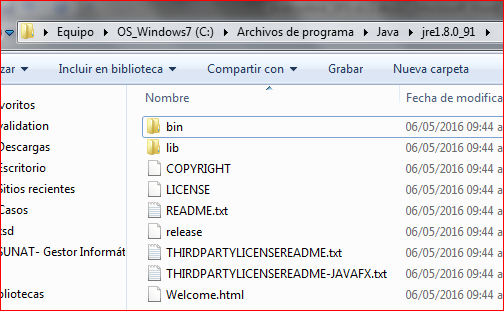 Equipo OS_Windows7 (C:) Archivos de programa Java jre1.8.0_91
zar Incluir en biblioteca Compartir con Grabar Nueva carpeta
Nombre Fecha de modifica
avoritos
validation
Descargas
Escritorio
Sitios recientes
Casos
xsd
SUNAT- Gestor Informát
bliotecas
bin 06/05/2016 09:44 a
lib 06/05/2016 09:44 a
COPYRIGHT 06/05/2016 09:44 a
LICENSE 06/05/2016 09:44 a
README.txt 06/05/2016 09:44 a
release 06/05/2016 09:44 a
THIRDPARTYLICENSEREADME.txt 06/05/2016 09:44 a
THIRDPARTYLICENSEREADME-JAVAFX.txt 06/05/2016 09:44 a
Welcome.html 06/05/2016 09:44 a